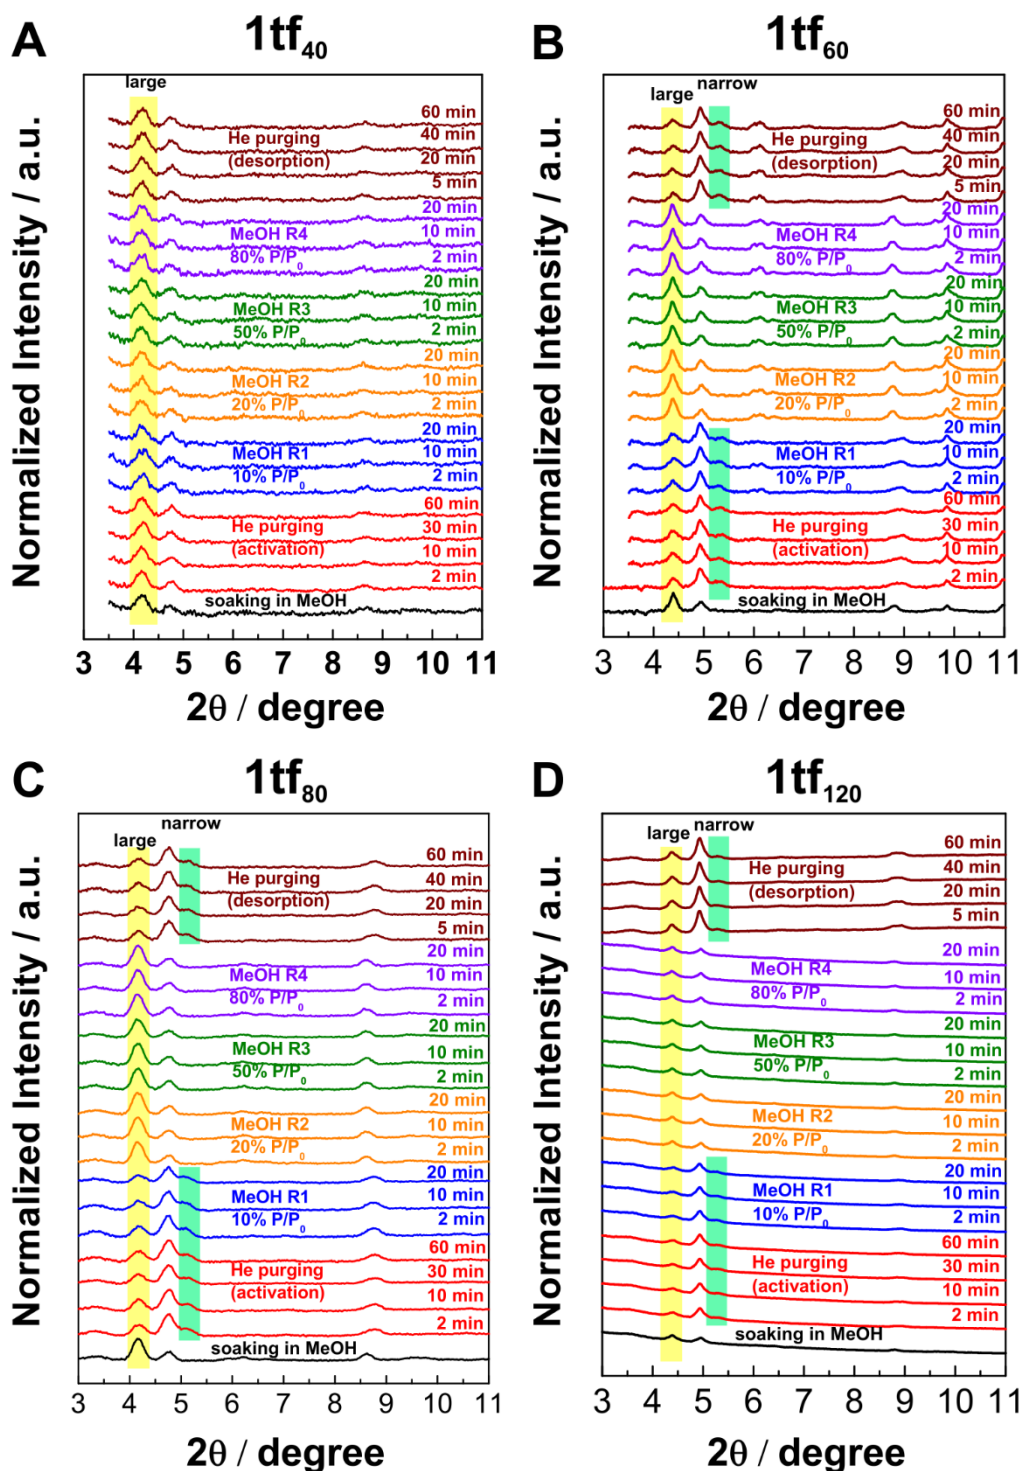 A
1tf₄₀
Normalized Intensity / a.u.
large
60 min
He purging
40 min
(desorption)
20 min
5 min
20 min
MeOH R4
10 min
80% P/P₀
2 min
20 min
MeOH R3
10 min
50% P/P₀
2 min
20 min
MeOH R2
10 min
20% P/P₀
2 min
20 min
MeOH R1
10 min
10% P/P₀
2 min
60 min
He purging
30 min
(activation)
10 min
2 min
soaking in MeOH
3 4 5 6 7 8 9 10 11
2θ / degree
B
1tf₆₀
Normalized Intensity / a.u.
narrow
large
60 min
He purging
40 min
(desorption)
20 min
5 min
20 min
MeOH R4
10 min
80% P/P₀
2 min
20 min
MeOH R3
10 min
50% P/P₀
2 min
20 min
MeOH R2
10 min
20% P/P₀
2 min
20 min
MeOH R1
10 min
10% P/P₀
2 min
60 min
He purging
30 min
(activation)
10 min
2 min
soaking in MeOH
3 4 5 6 7 8 9 10 11
2θ / degree
C
1tf₈₀
Normalized Intensity / a.u.
narrow
large
60 min
He purging
40 min
(desorption)
20 min
5 min
20 min
MeOH R4
10 min
80% P/P₀
2 min
20 min
MeOH R3
10 min
50% P/P₀
2 min
20 min
MeOH R2
10 min
20% P/P₀
2 min
20 min
MeOH R1
10 min
10% P/P₀
2 min
60 min
He purging
30 min
(activation)
10 min
2 min
soaking in MeOH
3 4 5 6 7 8 9 10 11
2θ / degree
D
1tf₁₂₀
Normalized Intensity / a.u.
narrow
large
60 min
He purging
40 min
(desorption)
20 min
5 min
20 min
MeOH R4
10 min
80% P/P₀
2 min
20 min
MeOH R3
10 min
50% P/P₀
2 min
20 min
MeOH R2
10 min
20% P/P₀
2 min
20 min
MeOH R1
10 min
10% P/P₀
2 min
60 min
He purging
30 min
(activation)
10 min
2 min
soaking in MeOH
3 4 5 6 7 8 9 10 11
2θ / degree